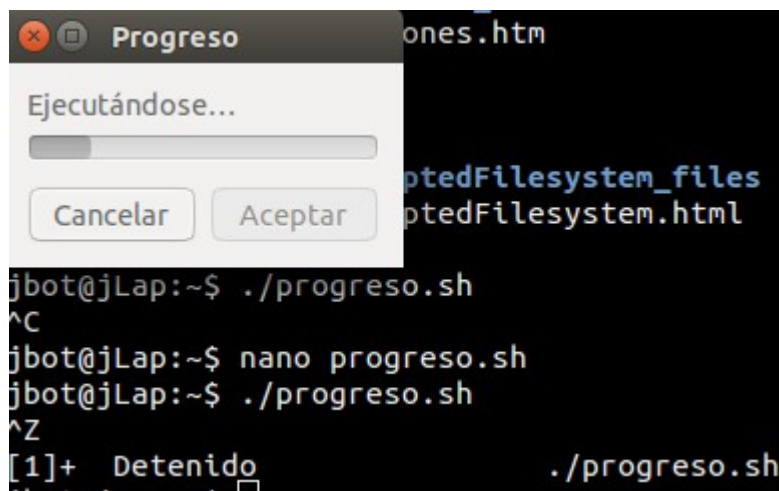 Progreso
ones.htm
Ejecutándose...
ptedFilesystem_files
Cancelar Aceptar
ptedFilesystem.html
jbot@jLap:~$ ./progreso.sh
^C
jbot@jLap:~$ nano progreso.sh
jbot@jLap:~$ ./progreso.sh
^Z
[1]+ Detenido ./progreso.sh